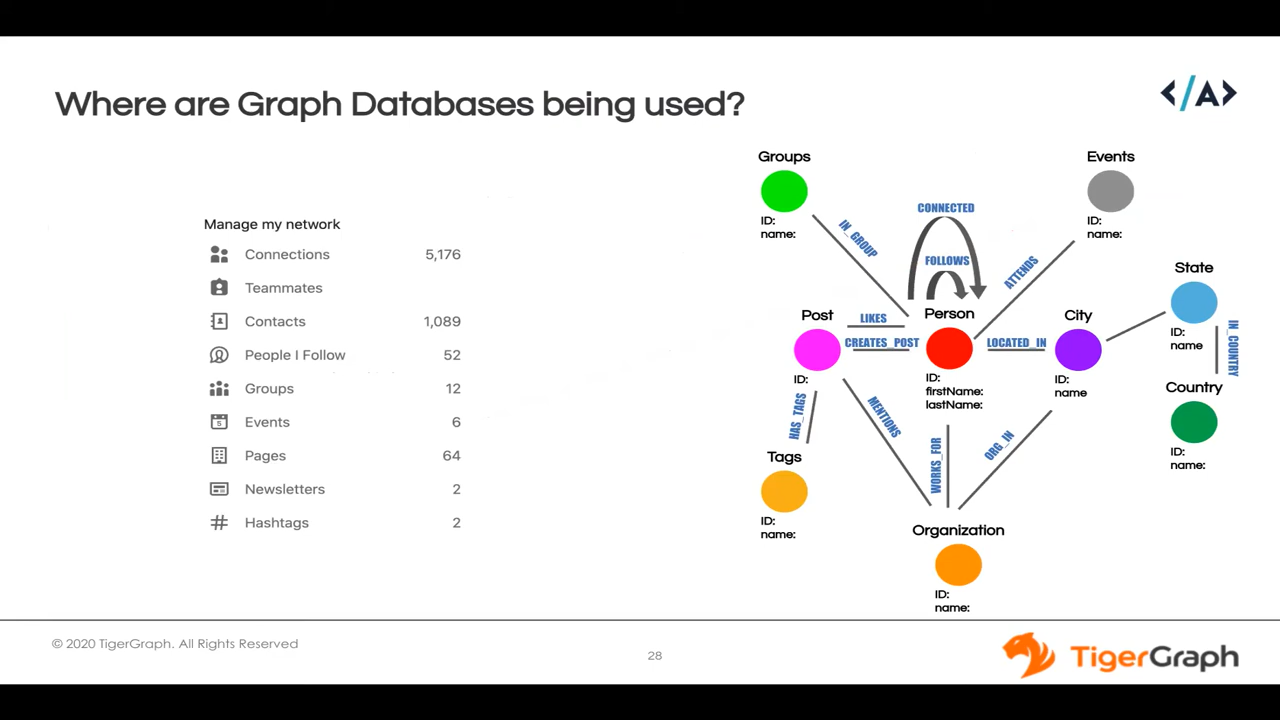 Where are Graph Databases being used?
</A>
Manage my network
Connections 5,176
Teammates
Contacts 1,089
People I Follow 52
Groups 12
5
Events 6
Pages 64
Newsletters 2
# Hashtags 2
Groups
ID:
name:
Events
ID:
name:
CONNECTED
FOLLOWS
IN_GROUP
ATTENDS
State
ID:
name
IN_COUNTRY
Country
ID:
name:
Post
ID:
LIKES
CREATES_POST
Person
ID:
firstName:
lastName:
LOCATED_IN
City
ID:
name
HAS_TAGS
MENTIONS
WORKS_FOR
ORG_IN
Tags
ID:
name:
Organization
ID:
name:
© 2020 TigerGraph. All Rights Reserved
28
TigerGraph